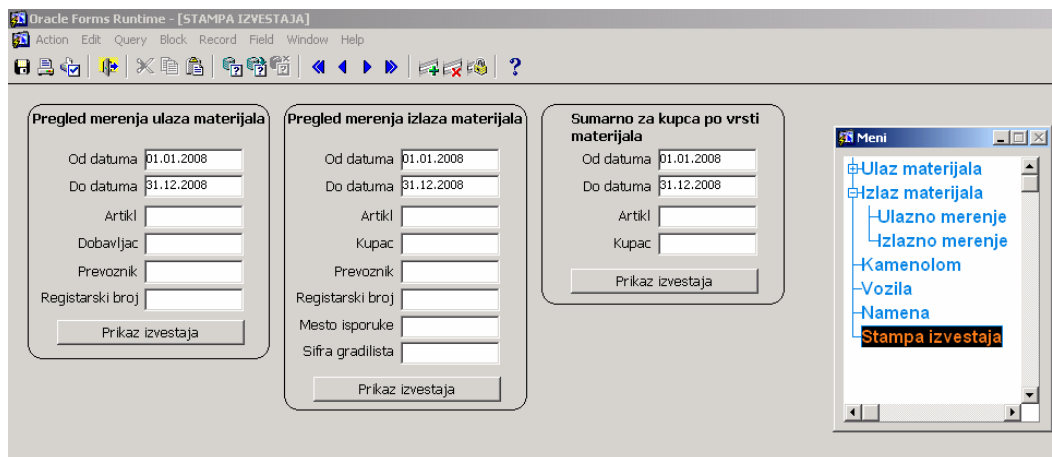 Oracle Forms Runtime - [STAMPA IZVESTAJA]
Action Edit Query Block Record Field Window Help
Pregled merenja ulaza materijala
Od datuma 01.01.2008
Do datuma 31.12.2008
Artikl
Dobavljac
Prevoznik
Registarski broj
Prikaz izvestaja
Pregled merenja izlaza materijala
Od datuma 01.01.2008
Do datuma 31.12.2008
Artikl
Kupac
Prevoznik
Registarski broj
Mesto isporuke
Sifra gradilista
Prikaz izvestaja
Sumarno za kupca po vrsti
materijala
Od datuma 01.01.2008
Do datuma 31.12.2008
Artikl
Kupac
Prikaz izvestaja
Meni
Ulaz materijala
Izlaz materijala
Ulazno merenje
Izlazno merenje
Kamenolom
Vozila
Namena
Stampa izvestaja